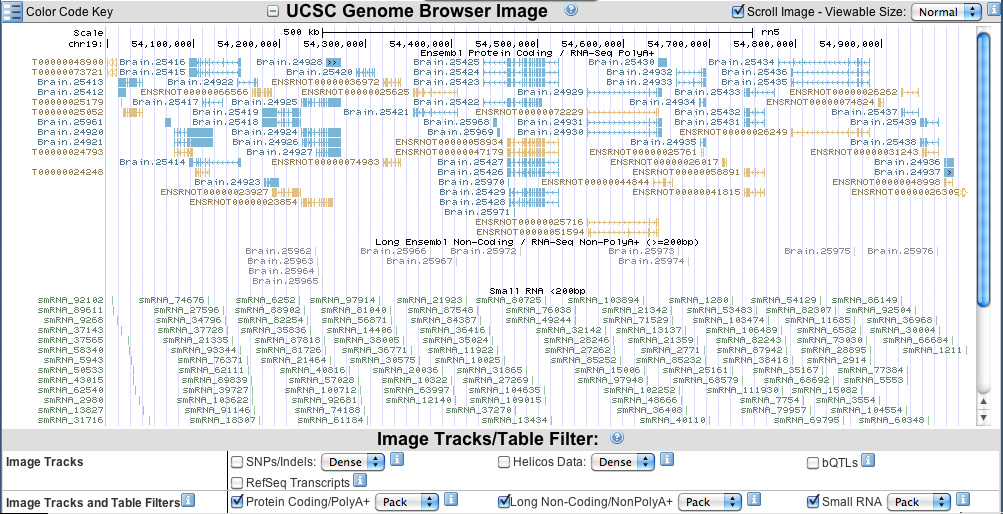 Color Code Key UCSC Genome Browser Image Scroll Image - Viewable Size: Normal
Scale 500 kb rn5
chr19: 54,100,000 54,200,000 54,300,000 54,400,000 54,500,000 54,600,000 54,700,000 54,800,000 54,900,000
Ensembl Protein Coding / RNA-Seq PolyA+
T00000048900 Brain.25416 Brain.24928 Brain.25425 Brain.25430 Brain.25434
T00000073721 Brain.25415 Brain.25420 Brain.25424 Brain.24932 Brain.25436
Brain.25413 Brain.24922 ENSRNOT00000036972 Brain.25423 Brain.24933 Brain.25435
Brain.25412 ENSRNOT00000066566 ENSRNOT00000025625 Brain.24929 Brain.25433 ENSRNOT00000026262
T00000025179 Brain.25417 Brain.24925 Brain.25422 Brain.24934 ENSRNOT00000074824
T00000025052 Brain.25419 Brain.25421 ENSRNOT00000072229 Brain.25432 Brain.25437
Brain.25961 Brain.25418 Brain.25968 Brain.24931 Brain.25431 Brain.25439
Brain.24920 Brain.24924 Brain.25969 Brain.24930 ENSRNOT00000026249
Brain.24921 Brain.24926 ENSRNOT00000058934 Brain.24935 Brain.25438
T00000024793 Brain.24927 ENSRNOT00000047179 ENSRNOT00000025761 ENSRNOT00000031243
Brain.25414 ENSRNOT00000074983 Brain.25427 ENSRNOT00000026017 Brain.24936
T00000024248 Brain.25426 ENSRNOT00000058891 Brain.24937
Brain.24923 Brain.25970 ENSRNOT00000044844 ENSRNOT00000048998
ENSRNOT00000023927 Brain.25429 ENSRNOT00000041815
ENSRNOT00000023854 Brain.25428
Brain.25971
ENSRNOT00000025716
ENSRNOT00000051594
Long Ensembl Non-Coding / RNA-Seq Non-PolyA+ (>=200bp)
Brain.25962 Brain.25966 Brain.25972 Brain.25973 Brain.25975 Brain.25976
Brain.25963 Brain.25967 Brain.25974
Brain.25964
Brain.25965
Small RNA <200bp
smRNA_92102 smRNA_74676 smRNA_6252 smRNA_97914 smRNA_21923 smRNA_80725 smRNA_103894 smRNA_1280 smRNA_54129 smRNA_86149
smRNA_89611 smRNA_27596 smRNA_88902 smRNA_81040 smRNA_87548 smRNA_76038 smRNA_21342 smRNA_53483 smRNA_82307 smRNA_92504
smRNA_9268 smRNA_34796 smRNA_82254 smRNA_56871 smRNA_84387 smRNA_49244 smRNA_71529 smRNA_103474 smRNA_11685 smRNA_36968
smRNA_37143 smRNA_37728 smRNA_35836 smRNA_14406 smRNA_36416 smRNA_32142 smRNA_13137 smRNA_106489 smRNA_6582 smRNA_30004
smRNA_37565 smRNA_21335 smRNA_87818 smRNA_38005 smRNA_35024 smRNA_28246 smRNA_21359 smRNA_82243 smRNA_73030 smRNA_66684
smRNA_58340 smRNA_93344 smRNA_81726 smRNA_36771 smRNA_11922 smRNA_27262 smRNA_2771 smRNA_87942 smRNA_28895 smRNA_1211
smRNA_5943 smRNA_76371 smRNA_21464 smRNA_30575 smRNA_10025 smRNA_85252 smRNA_85232 smRNA_38418 smRNA_2914
smRNA_50533 smRNA_62111 smRNA_40816 smRNA_20036 smRNA_31865 smRNA_15006 smRNA_25161 smRNA_35167 smRNA_77384
smRNA_43015 smRNA_89839 smRNA_57028 smRNA_10322 smRNA_27269 smRNA_97948 smRNA_68579 smRNA_68692 smRNA_5553
smRNA_62540 smRNA_39727 smRNA_100712 smRNA_63997 smRNA_104635 smRNA_102252 smRNA_111930 smRNA_15082
smRNA_2980 smRNA_103622 smRNA_92681 smRNA_12140 smRNA_109015 smRNA_48666 smRNA_7754 smRNA_3554
smRNA_13827 smRNA_91146 smRNA_74188 smRNA_37270 smRNA_36408 smRNA_79957 smRNA_104554
smRNA_31716 smRNA_18307 smRNA_61184 smRNA_13434 smRNA_40110 smRNA_69795 smRNA_60348
Image Tracks/Table Filter:
Image Tracks SNPs/Indels: Dense Helicos Data: Dense bQTLs
RefSeq Transcripts
Image Tracks and Table Filters Protein Coding/PolyA+ Pack Long Non-Coding/NonPolyA+ Pack Small RNA Pack